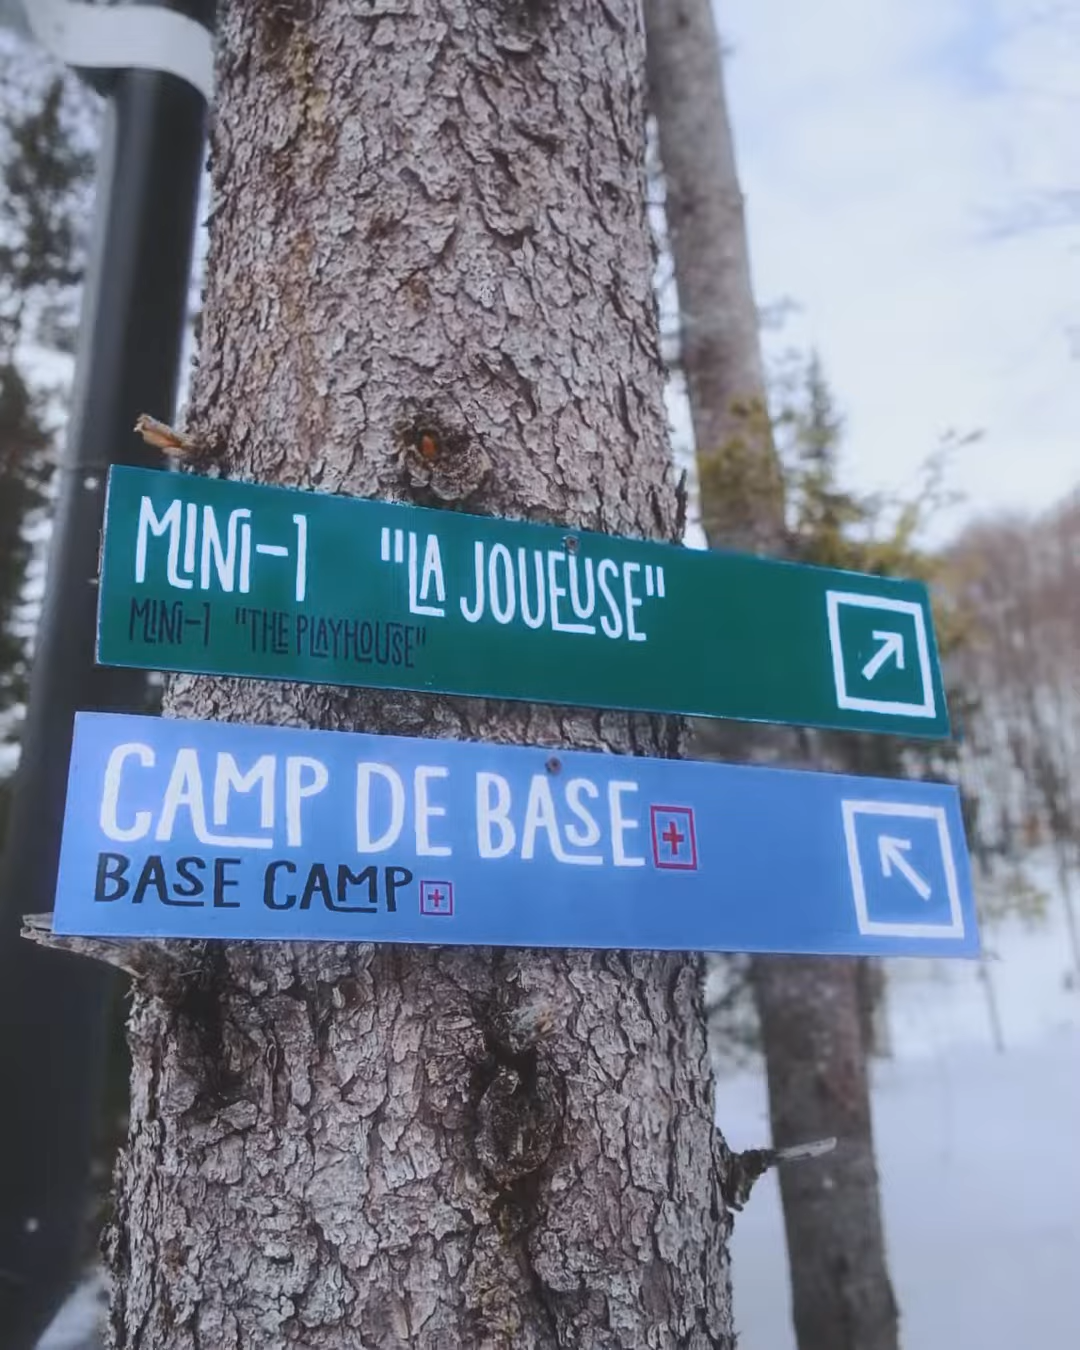 MINI-1 "LA JOUEUSE"
MINI-1 "THE PLAYHOUSE"
CAMP DE BASE
BASE CAMP